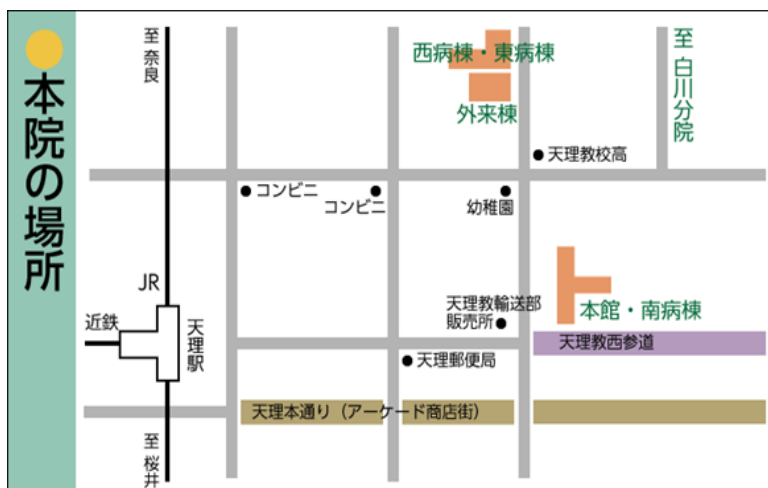 本院の場所
至 奈良
西病棟・東病棟
外来棟
至 白川分院
天理教校高
コンビニ
コンビニ
幼稚園
JR
近鉄
天理駅
天理教輸送部
販売所
本館・南病棟
天理教西参道
天理郵便局
天理本通り（アーケード商店街）
至 桜井